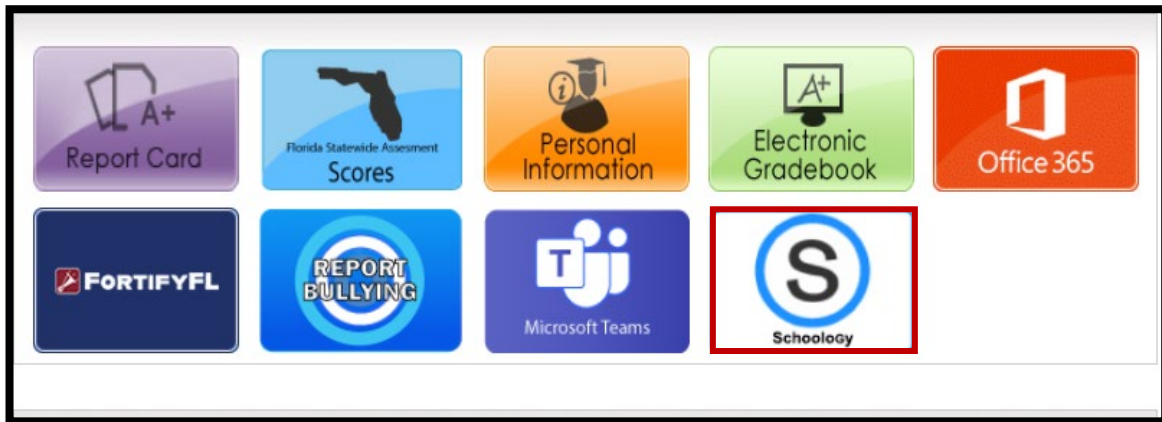 A+
Report Card
Florida Statewide Assesment
Scores
i
Personal
Information
A+
Electronic
Gradebook
Office 365
FORTIFYFL
REPORT
BULLYING
T
Microsoft Teams
S
Schoology